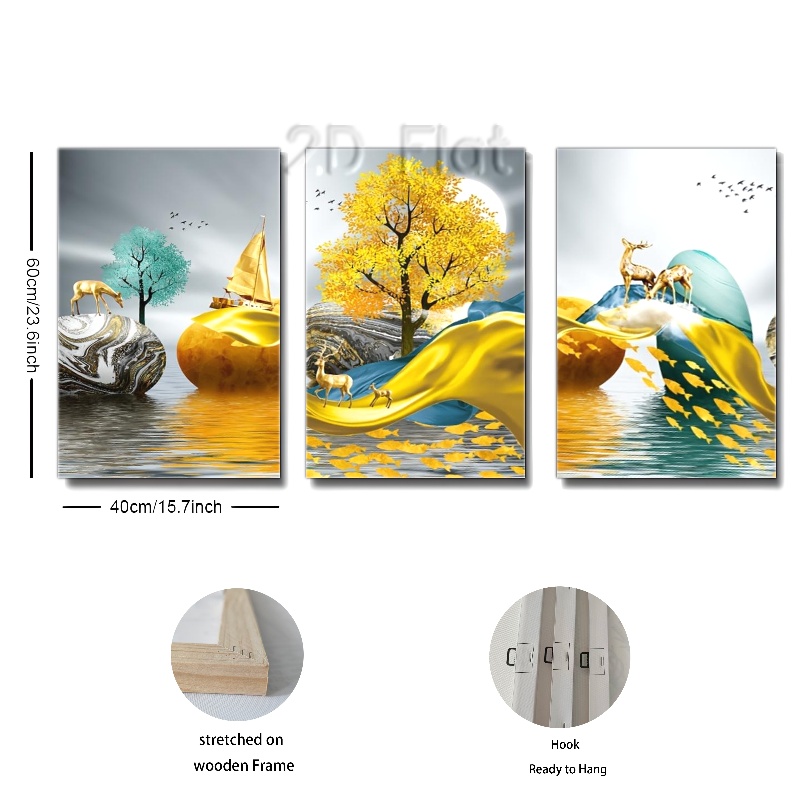 2D Flat
60cm/23.6inch
40cm/15.7inch
stretched on
wooden Frame
Hook
Ready to Hang